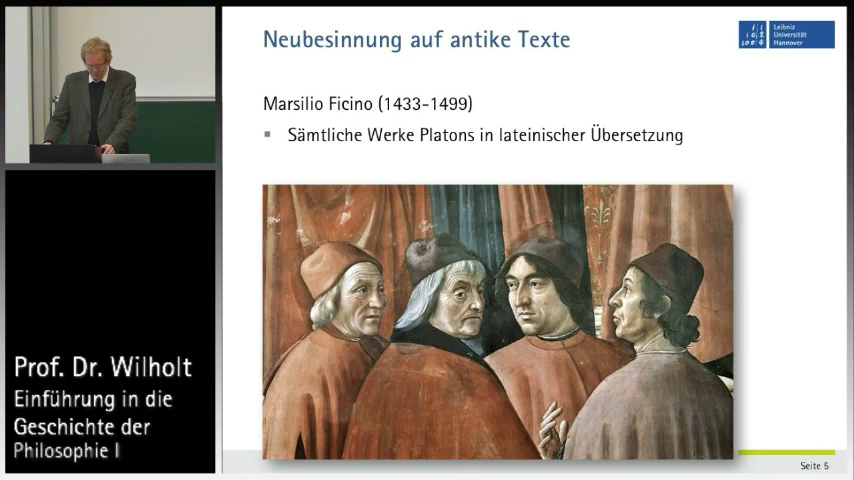 Neubesinnung auf antike Texte
Leibniz
Universität
Hannover
Marsilio Ficino (1433-1499)
▪ Sämtliche Werke Platons in lateinischer Übersetzung
Prof. Dr. Wilholt
Einführung in die
Geschichte der
Philosophie I
Seite 5